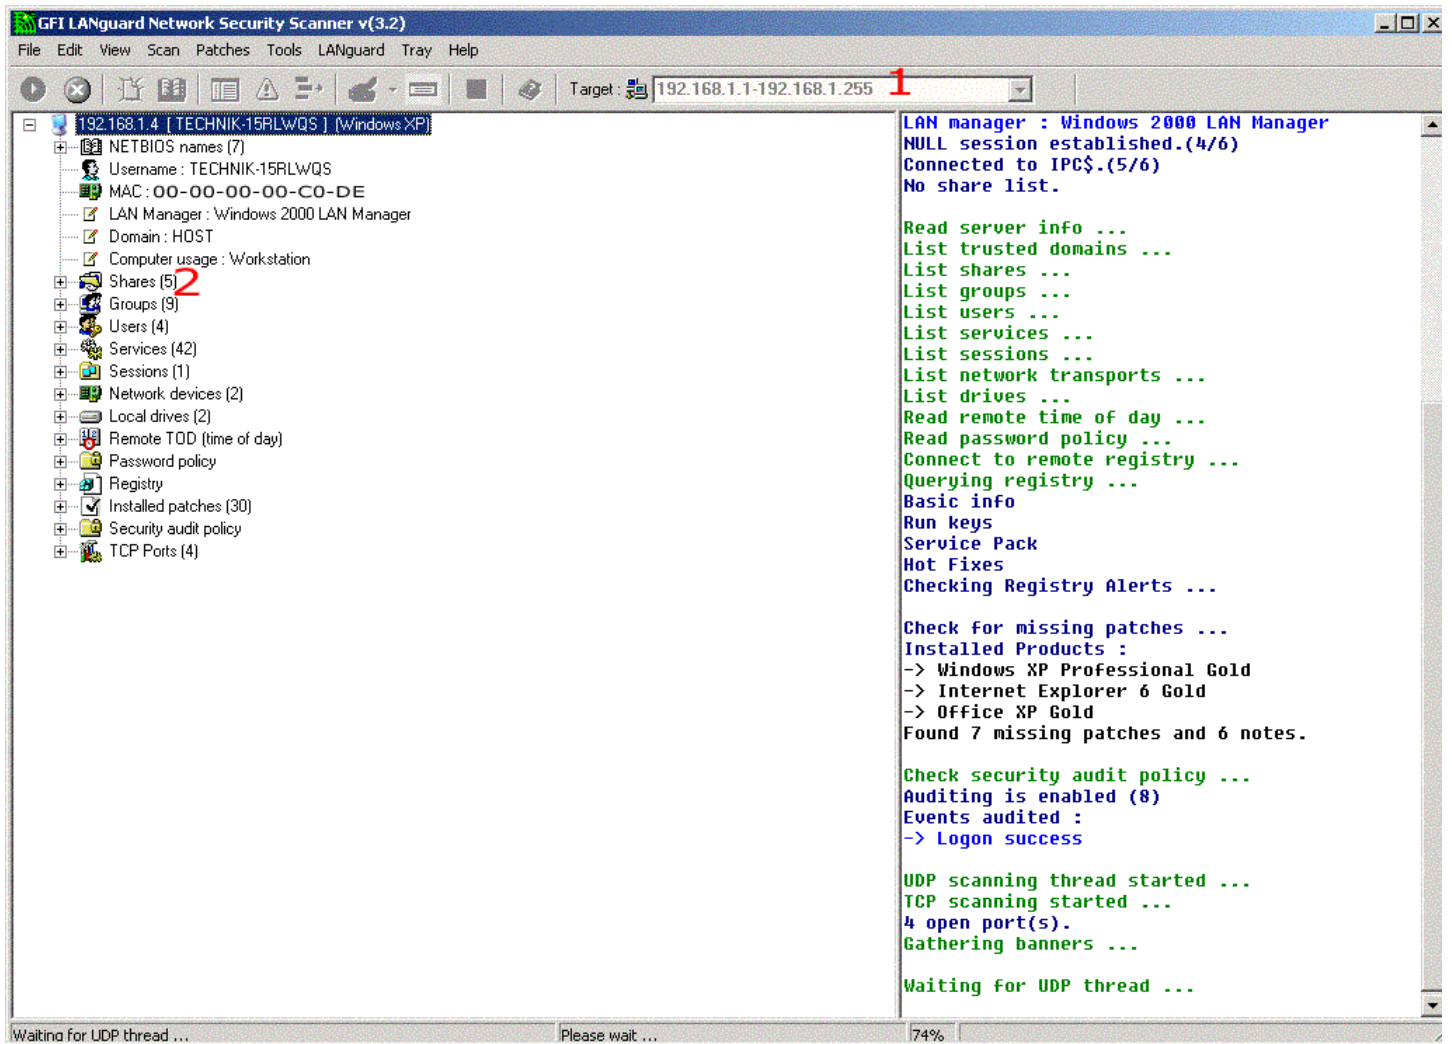 GFI LANguard Network Security Scanner v(3.2)
File Edit View Scan Patches Tools LANguard Tray Help
Target : 192.168.1.1-192.168.1.255 1
192.168.1.4 [ TECHNIK-15RLWQS ] (Windows XP)
NETBIOS names (7)
Username : TECHNIK-15RLWQS
MAC : 00-00-00-00-C0-DE
LAN Manager : Windows 2000 LAN Manager
Domain : HOST
Computer usage : Workstation
Shares (5) 2
Groups (9)
Users (4)
Services (42)
Sessions (1)
Network devices (2)
Local drives (2)
Remote TOD (time of day)
Password policy
Registry
Installed patches (30)
Security audit policy
TCP Ports (4)
LAN manager : Windows 2000 LAN Manager
NULL session established.(4/6)
Connected to IPC$.(5/6)
No share list.
Read server info ...
List trusted domains ...
List shares ...
List groups ...
List users ...
List services ...
List sessions ...
List network transports ...
List drives ...
Read remote time of day ...
Read password policy ...
Connect to remote registry ...
Querying registry ...
Basic info
Run keys
Service Pack
Hot Fixes
Checking Registry Alerts ...
Check for missing patches ...
Installed Products :
-> Windows XP Professional Gold
-> Internet Explorer 6 Gold
-> Office XP Gold
Found 7 missing patches and 6 notes.
Check security audit policy ...
Auditing is enabled (8)
Events audited :
-> Logon success
UDP scanning thread started ...
TCP scanning started ...
4 open port(s).
Gathering banners ...
Waiting for UDP thread ...
Waiting for UDP thread ... Please wait ... 74%